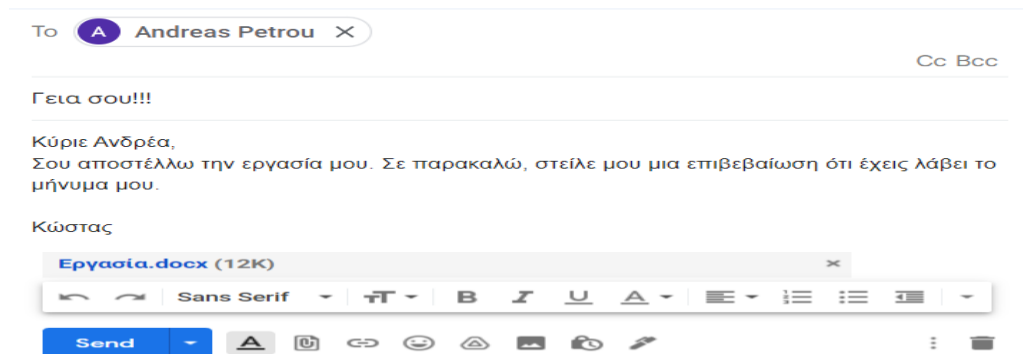 To A Andreas Petrou
Cc Bcc
Γεια σου!!!
Κύριε Ανδρέα,
Σου αποστέλλω την εργασία μου. Σε παρακαλώ, στείλε μου μια επιβεβαίωση ότι έχεις λάβει το
μήνυμα μου.
Κώστας
Εργασία.docx (12K)
Sans Serif TT B I U A
Send A